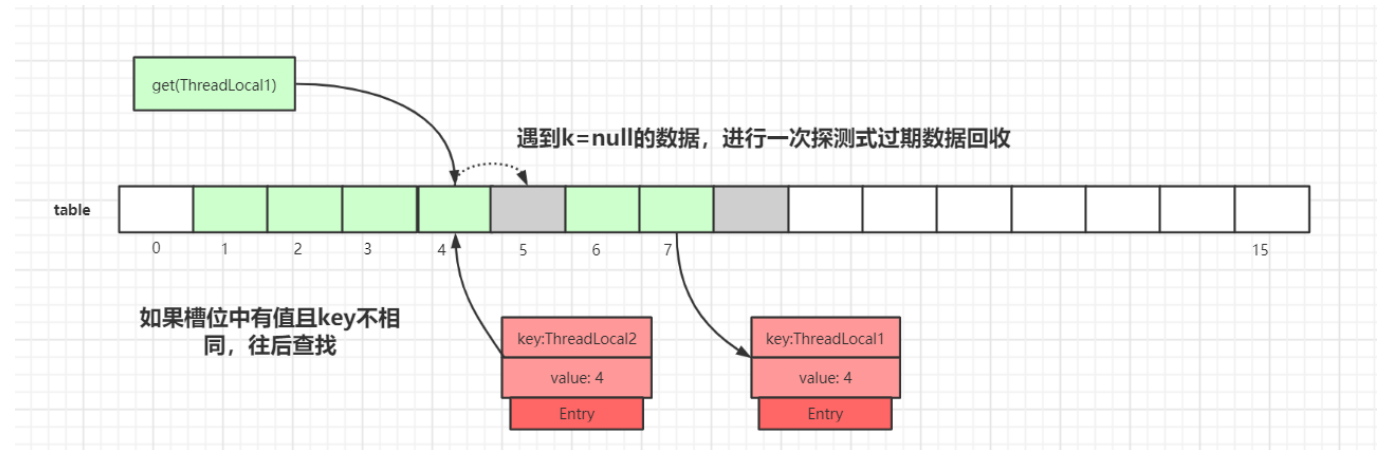 get(ThreadLocal1)
遇到k=null的数据，进行一次探测式过期数据回收
table
0 1 2 3 4 5 6 7 15
如果槽位中有值且key不相
同，往后查找
key:ThreadLocal2
value: 4
Entry
key:ThreadLocal1
value: 4
Entry